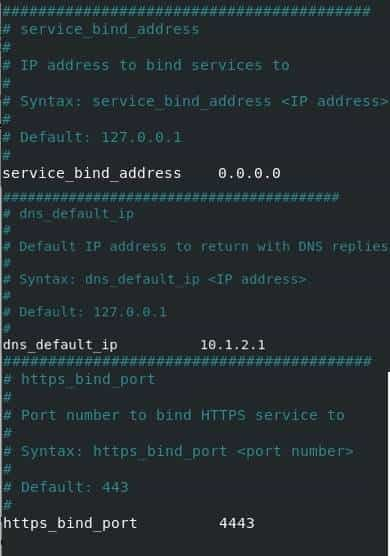 #########################################
# service_bind_address
#
# IP address to bind services to
#
# Syntax: service_bind_address <IP address>
#
# Default: 127.0.0.1
#
service_bind_address    0.0.0.0
#########################################
# dns_default_ip
#
# Default IP address to return with DNS replies
#
# Syntax: dns_default_ip <IP address>
#
# Default: 127.0.0.1
#
dns_default_ip          10.1.2.1
#########################################
# https_bind_port
#
# Port number to bind HTTPS service to
#
# Syntax: https_bind_port <port number>
#
# Default: 443
#
https_bind_port         4443